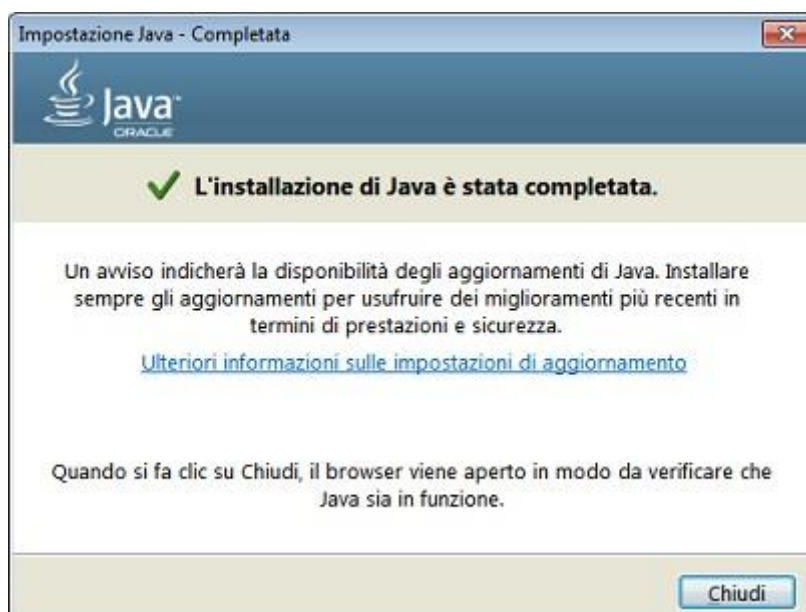 Impostazione Java - Completata
Java™
ORACLE
L'installazione di Java è stata completata.
Un avviso indicherà la disponibilità degli aggiornamenti di Java. Installare
sempre gli aggiornamenti per usufruire dei miglioramenti più recenti in
termini di prestazioni e sicurezza.
Ulteriori informazioni sulle impostazioni di aggiornamento
Quando si fa clic su Chiudi, il browser viene aperto in modo da verificare che
Java sia in funzione.
Chiudi